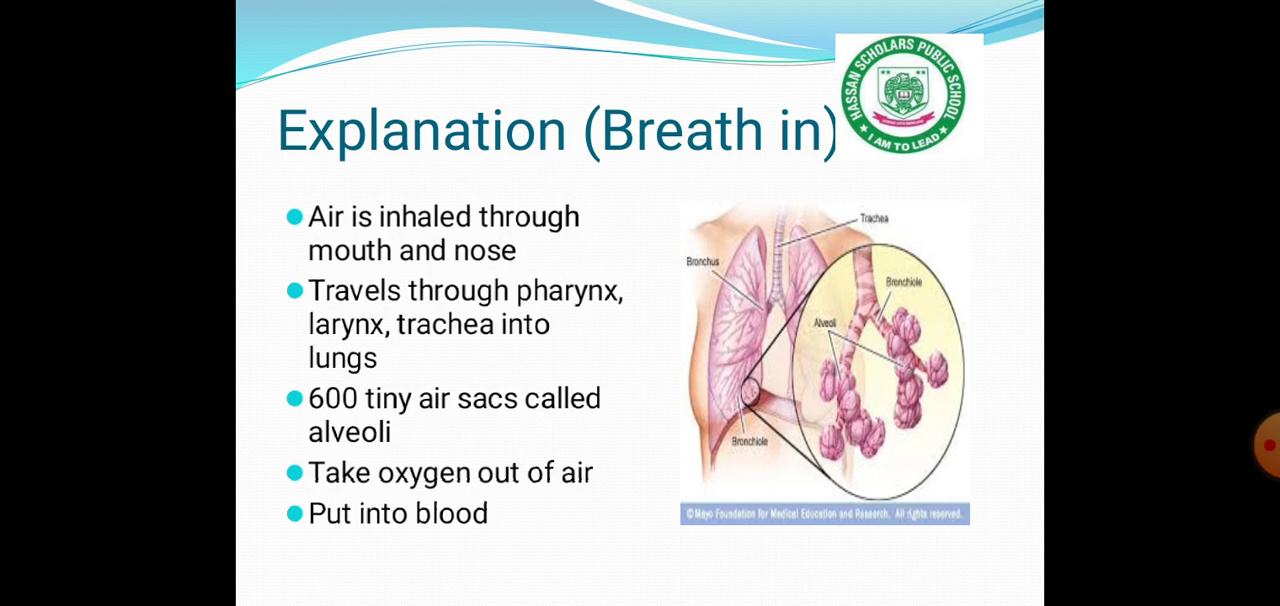 HASSAN SCHOLARS PUBLIC SCHOOL
★ I AM TO LEAD ★
Explanation (Breath in)
Air is inhaled through
mouth and nose
Travels through pharynx,
larynx, trachea into
lungs
600 tiny air sacs called
alveoli
Take oxygen out of air
Put into blood
Trachea
Bronchus
Bronchiole
Alveoli
Bronchiole
©Mayo Foundation for Medical Education and Research. All rights reserved.